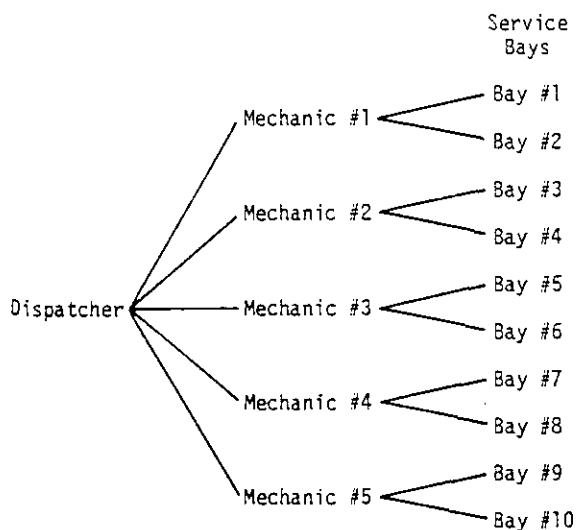 Service
Bays
Bay #1
Mechanic #1
Bay #2
Bay #3
Mechanic #2
Bay #4
Bay #5
Dispatcher
Mechanic #3
Bay #6
Bay #7
Mechanic #4
Bay #8
Bay #9
Mechanic #5
Bay #10